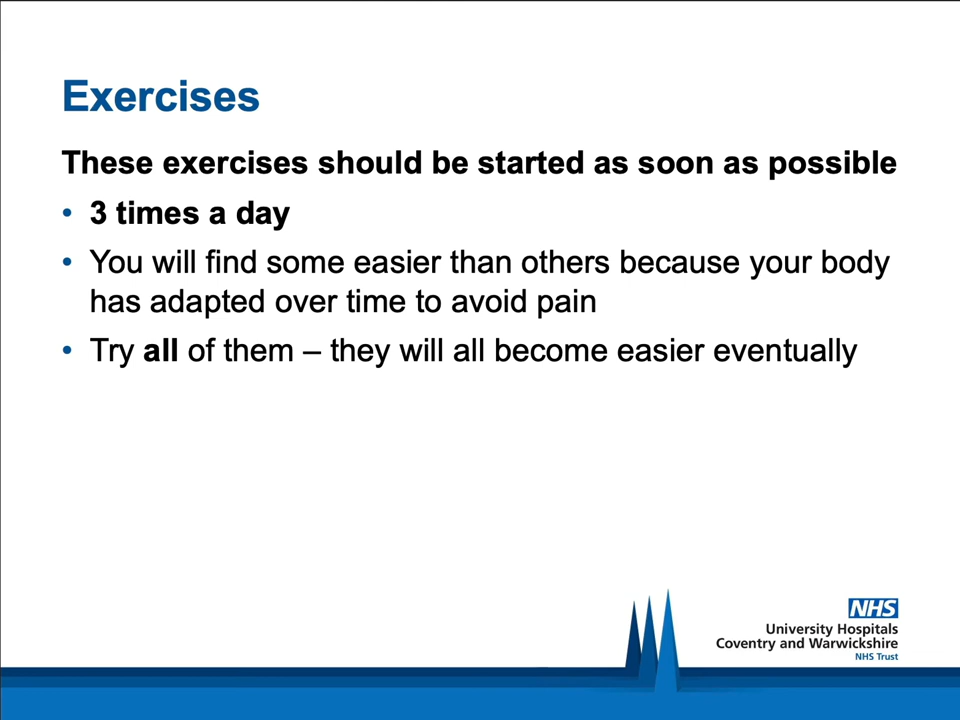 Exercises
These exercises should be started as soon as possible
• 3 times a day
• You will find some easier than others because your body
has adapted over time to avoid pain
• Try all of them – they will all become easier eventually
NHS
University Hospitals
Coventry and Warwickshire
NHS Trust